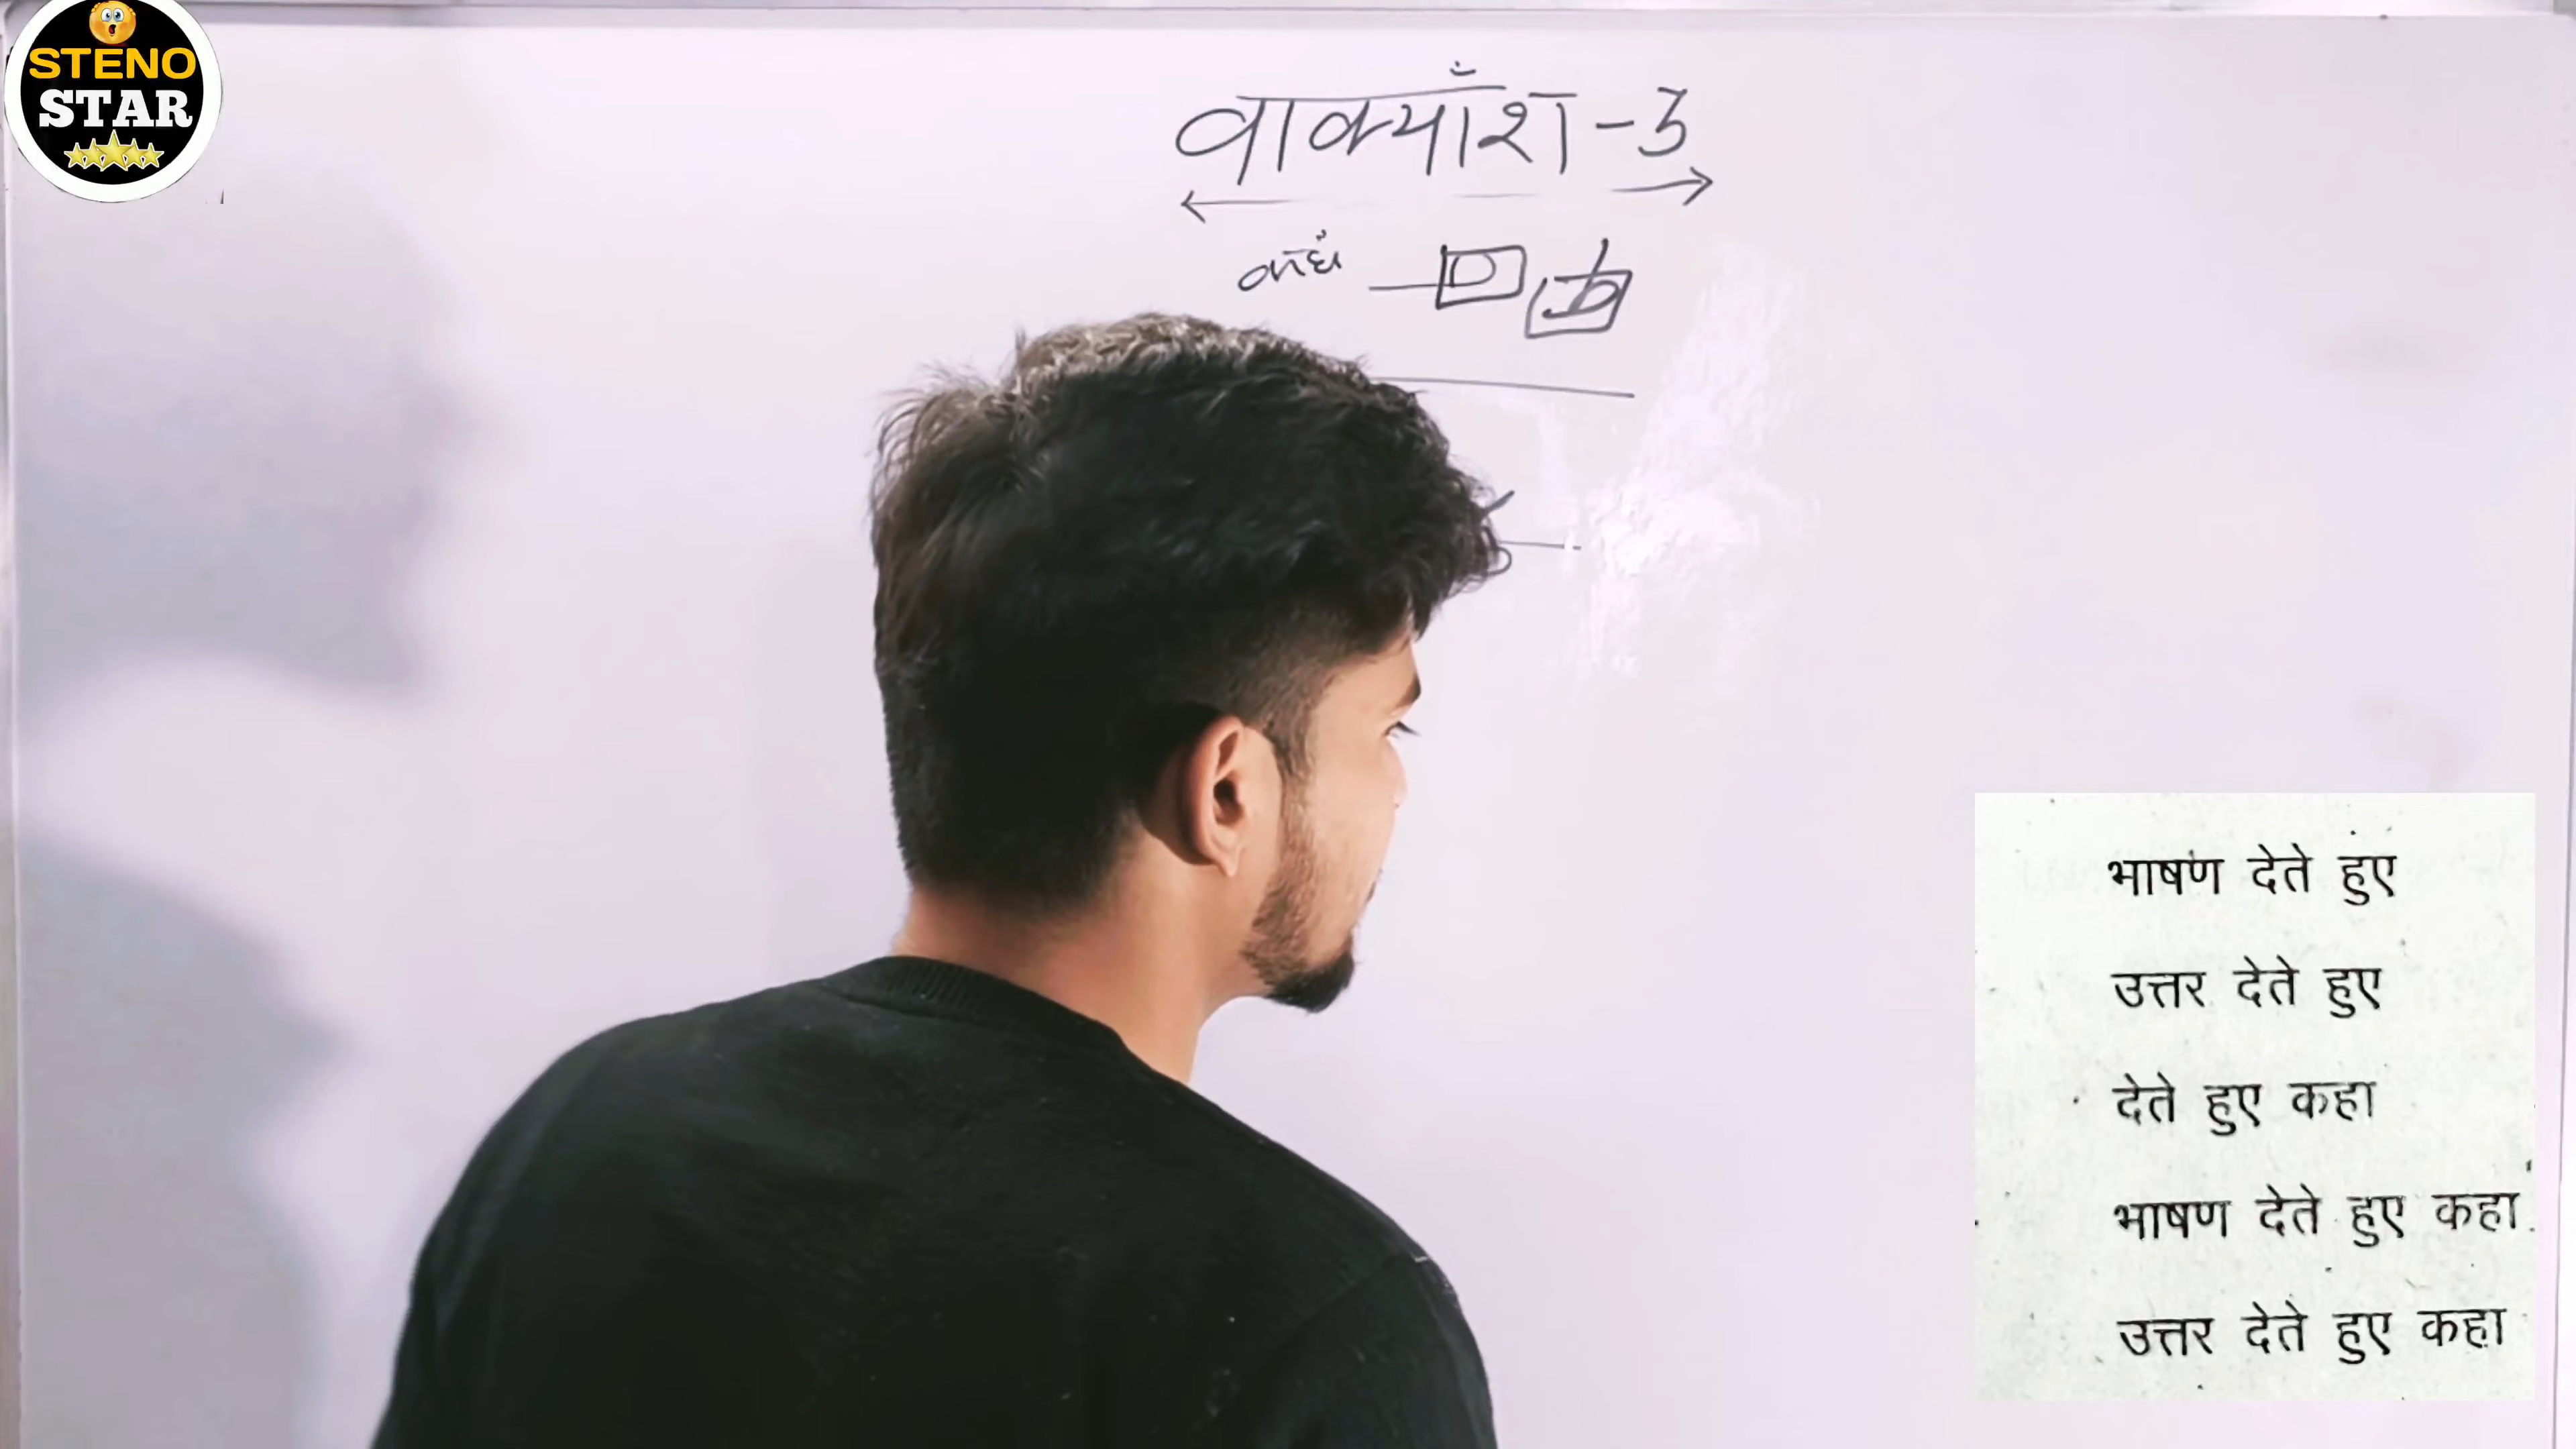 STENO
STAR
वाक्यांश-3
भाषण देते हुए
उत्तर देते हुए
देते हुए कहा
भाषण देते हुए कहा
उत्तर देते हुए कहा